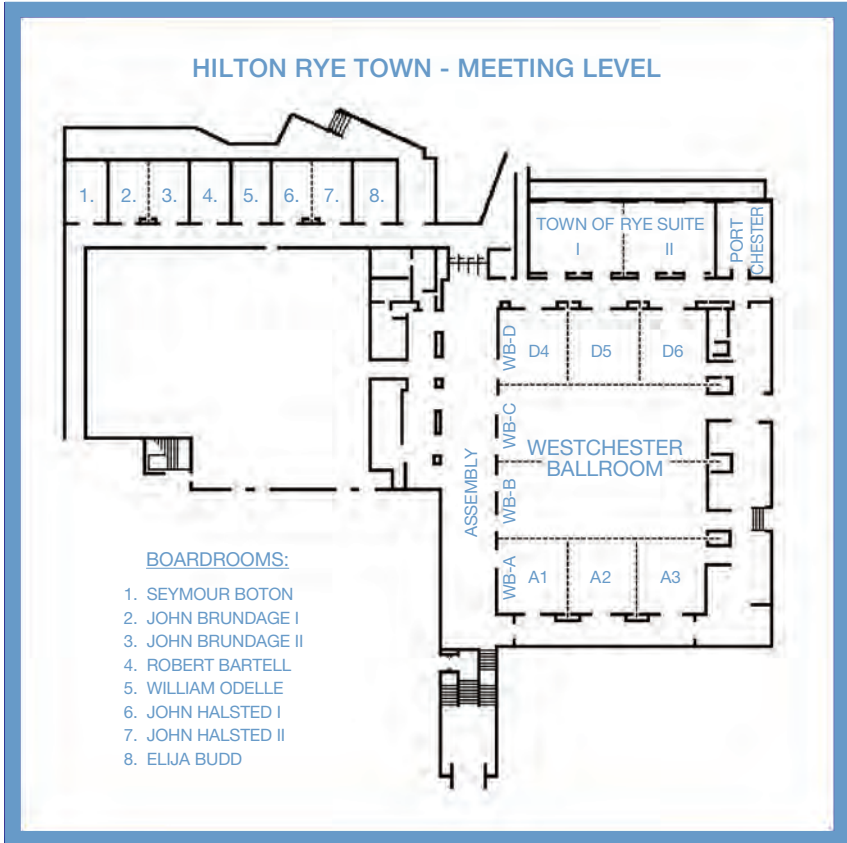 HILTON RYE TOWN - MEETING LEVEL
1. 2. 3. 4. 5. 6. 7. 8.
TOWN OF RYE SUITE
I II
PORT
CHESTER
WB-D
D4 D5 D6
WB-C
WESTCHESTER
BALLROOM
ASSEMBLY
WB-B
WB-A
A1 A2 A3
BOARDROOMS:
1. SEYMOUR BOTON
2. JOHN BRUNDAGE I
3. JOHN BRUNDAGE II
4. ROBERT BARTELL
5. WILLIAM ODELLE
6. JOHN HALSTED I
7. JOHN HALSTED II
8. ELIJA BUDD